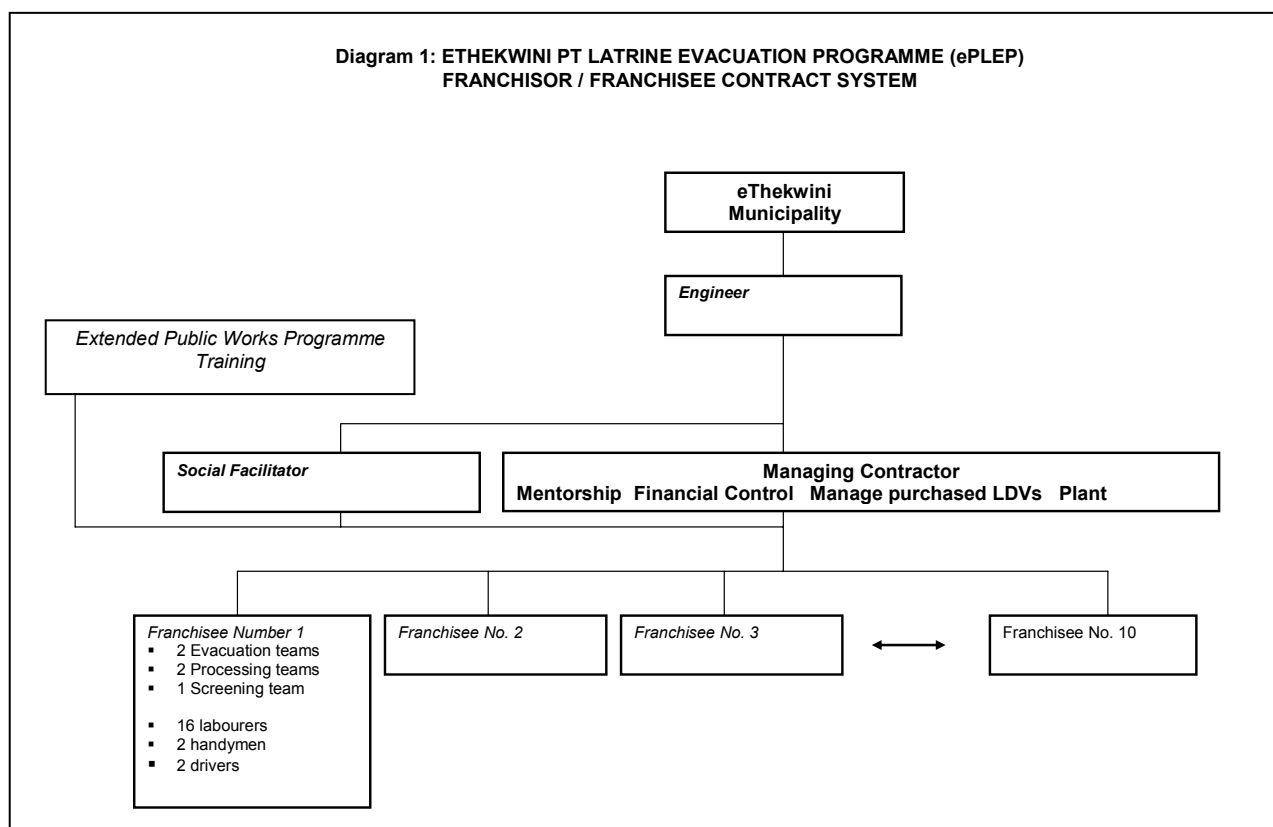 Diagram 1: ETHEKWINI PT LATRINE EVACUATION PROGRAMME (ePLEP)
FRANCHISOR / FRANCHISEE CONTRACT SYSTEM
eThekwini
Municipality
Engineer
Extended Public Works Programme
Training
Social Facilitator
Managing Contractor
Mentorship Financial Control Manage purchased LDVs Plant
Franchisee Number 1
▪ 2 Evacuation teams
▪ 2 Processing teams
▪ 1 Screening team
▪ 16 labourers
▪ 2 handymen
▪ 2 drivers
Franchisee No. 2
Franchisee No. 3
Franchisee No. 10